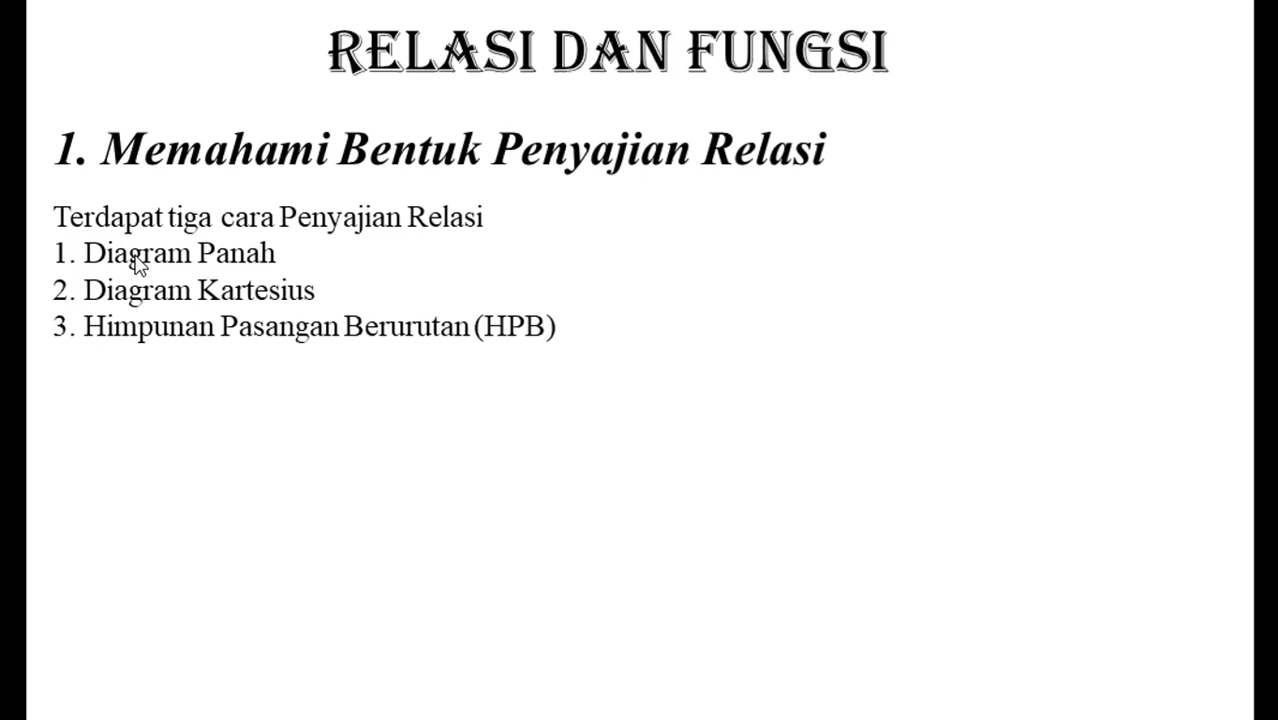 RELASI DAN FUNGSI
1. Memahami Bentuk Penyajian Relasi
Terdapat tiga cara Penyajian Relasi
1. Diagram Panah
2. Diagram Kartesius
3. Himpunan Pasangan Berurutan (HPB)